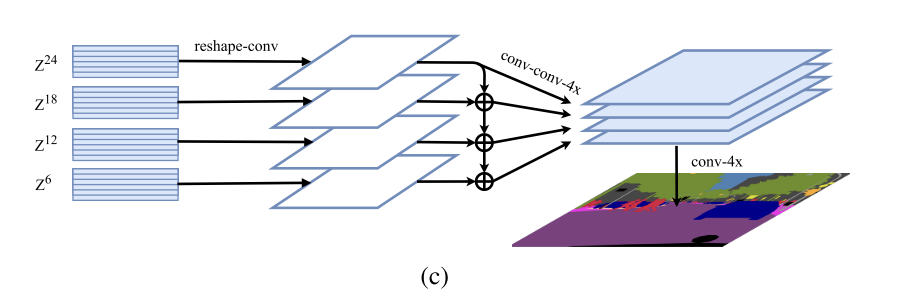 reshape-conv
conv-conv-4x
Z24
Z18
Z12
Z6
conv-4x
(c)